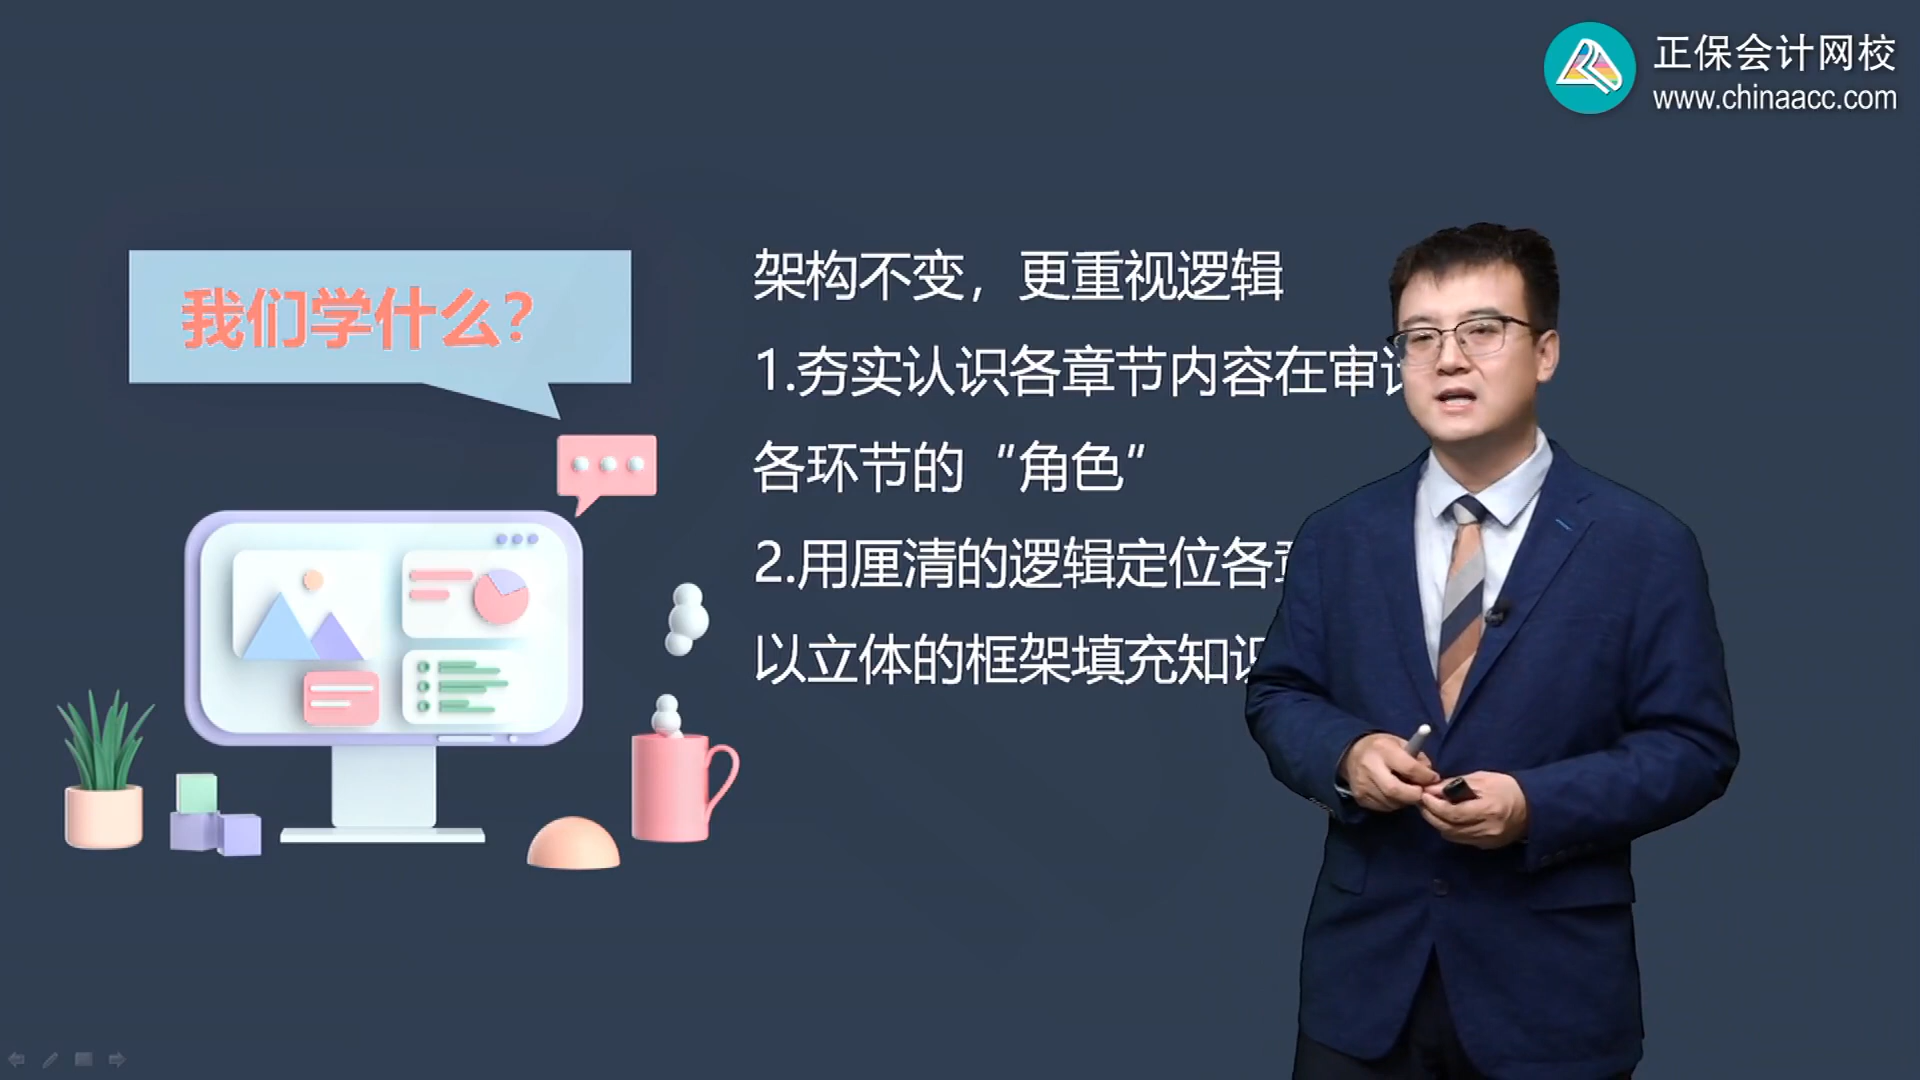 正保会计网校
www.chinaacc.com
我们学什么?
架构不变，更重视逻辑
1.夯实认识各章节内容在审
各环节的“角色”
2.用厘清的逻辑定位各
以立体的框架填充知